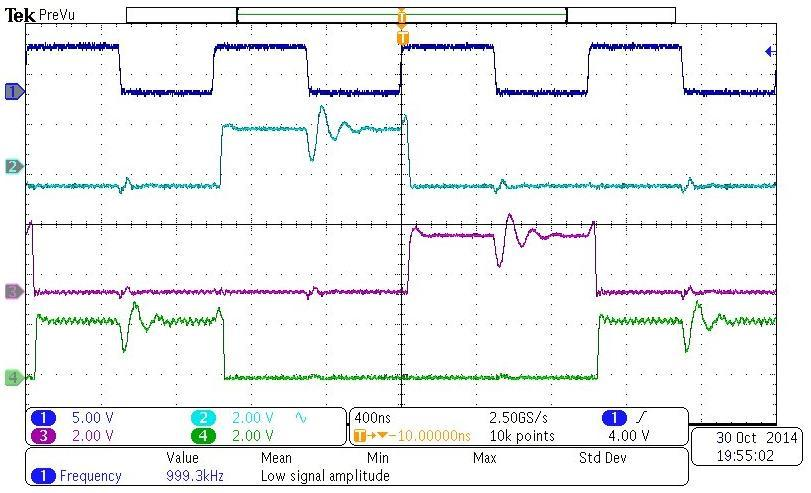 Tek PreVu
T
T
1
2
3
4
1 5.00 V 2 2.00 V
3 2.00 V 4 2.00 V
400ns 2.50GS/s 1
T→▼−10.00000ns 10k points 4.00 V
30 Oct 2014
19:55:02
Value Mean Min Max Std Dev
1 Frequency 999.3kHz Low signal amplitude